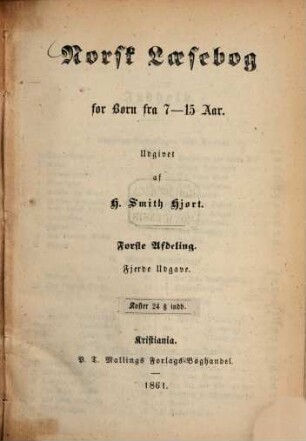 Norsk Læsebog
for Børn fra 7—15 Aar.
Udgivet
af
H. Smith Hjort.
Første Afdeling.
Fjerde Udgave.
Koster 24 ß indb.
Kristiania.
P. T. Mallings Forlags-Boghandel.
1861.